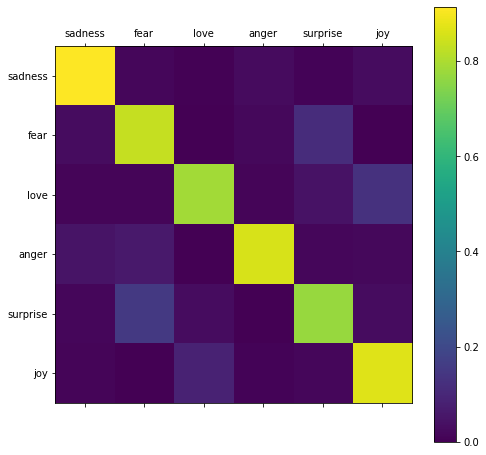 sadness fear love anger surprise joy
sadness
fear
love
anger
surprise
joy
0.8
0.6
0.4
0.2
0.0